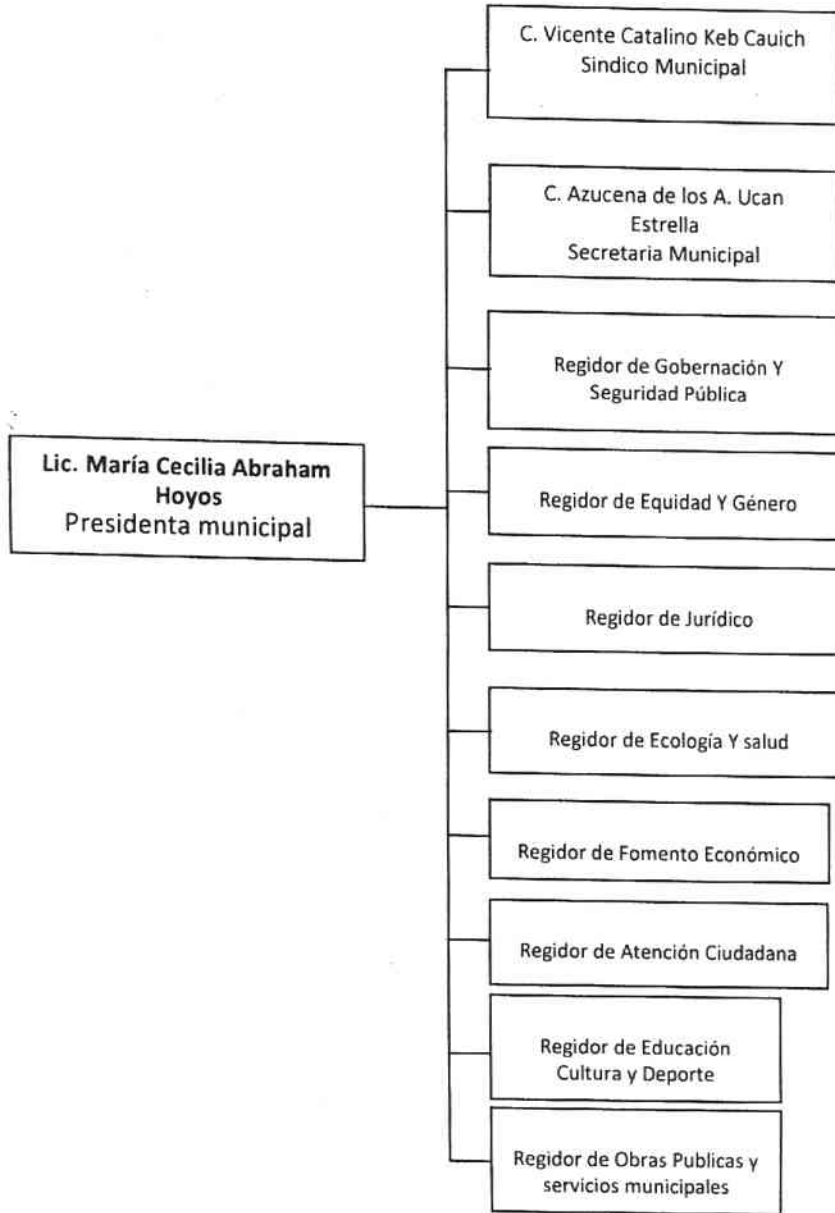 Lic. María Cecilia Abraham
Hoyos
Presidenta municipal
C. Vicente Catalino Keb Cauich
Sindico Municipal
C. Azucena de los A. Ucan
Estrella
Secretaria Municipal
Regidor de Gobernación Y
Seguridad Pública
Regidor de Equidad Y Género
Regidor de Jurídico
Regidor de Ecología Y salud
Regidor de Fomento Económico
Regidor de Atención Ciudadana
Regidor de Educación
Cultura y Deporte
Regidor de Obras Publicas y
servicios municipales